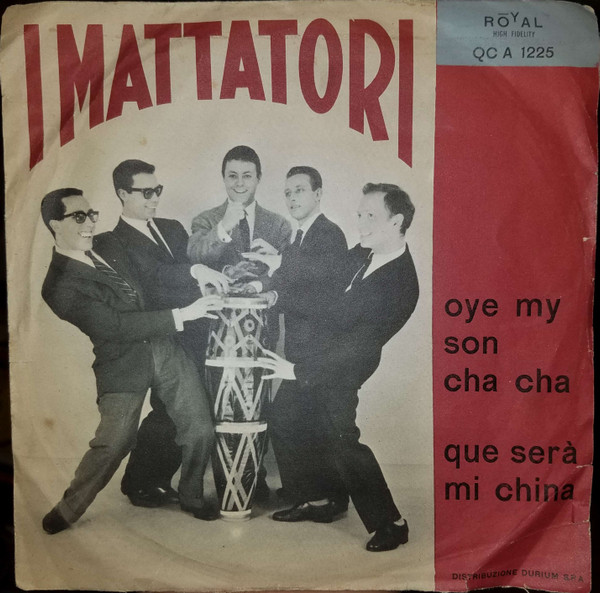 I MATTATORI
ROYAL
HIGH FIDELITY
QC A 1225
oye my
son
cha cha
que serà
mi china
DISTRIBUZIONE DURIUM S.P.A.